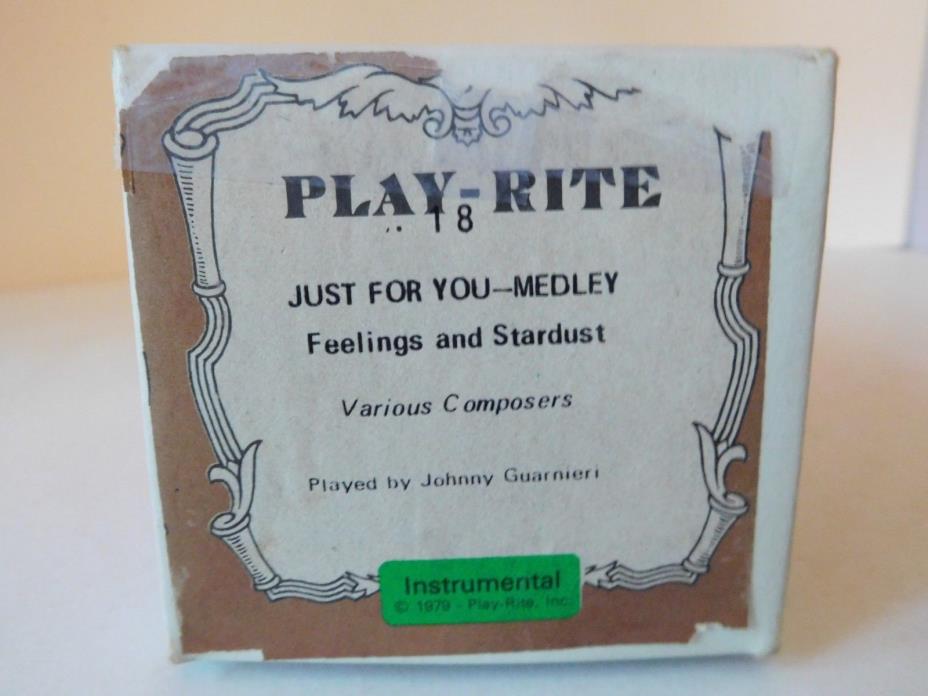 PLAY-RITE
18
JUST FOR YOU—MEDLEY
Feelings and Stardust
Various Composers
Played by Johnny Guarnieri
Instrumental
© 1979 - Play-Rite, Inc.